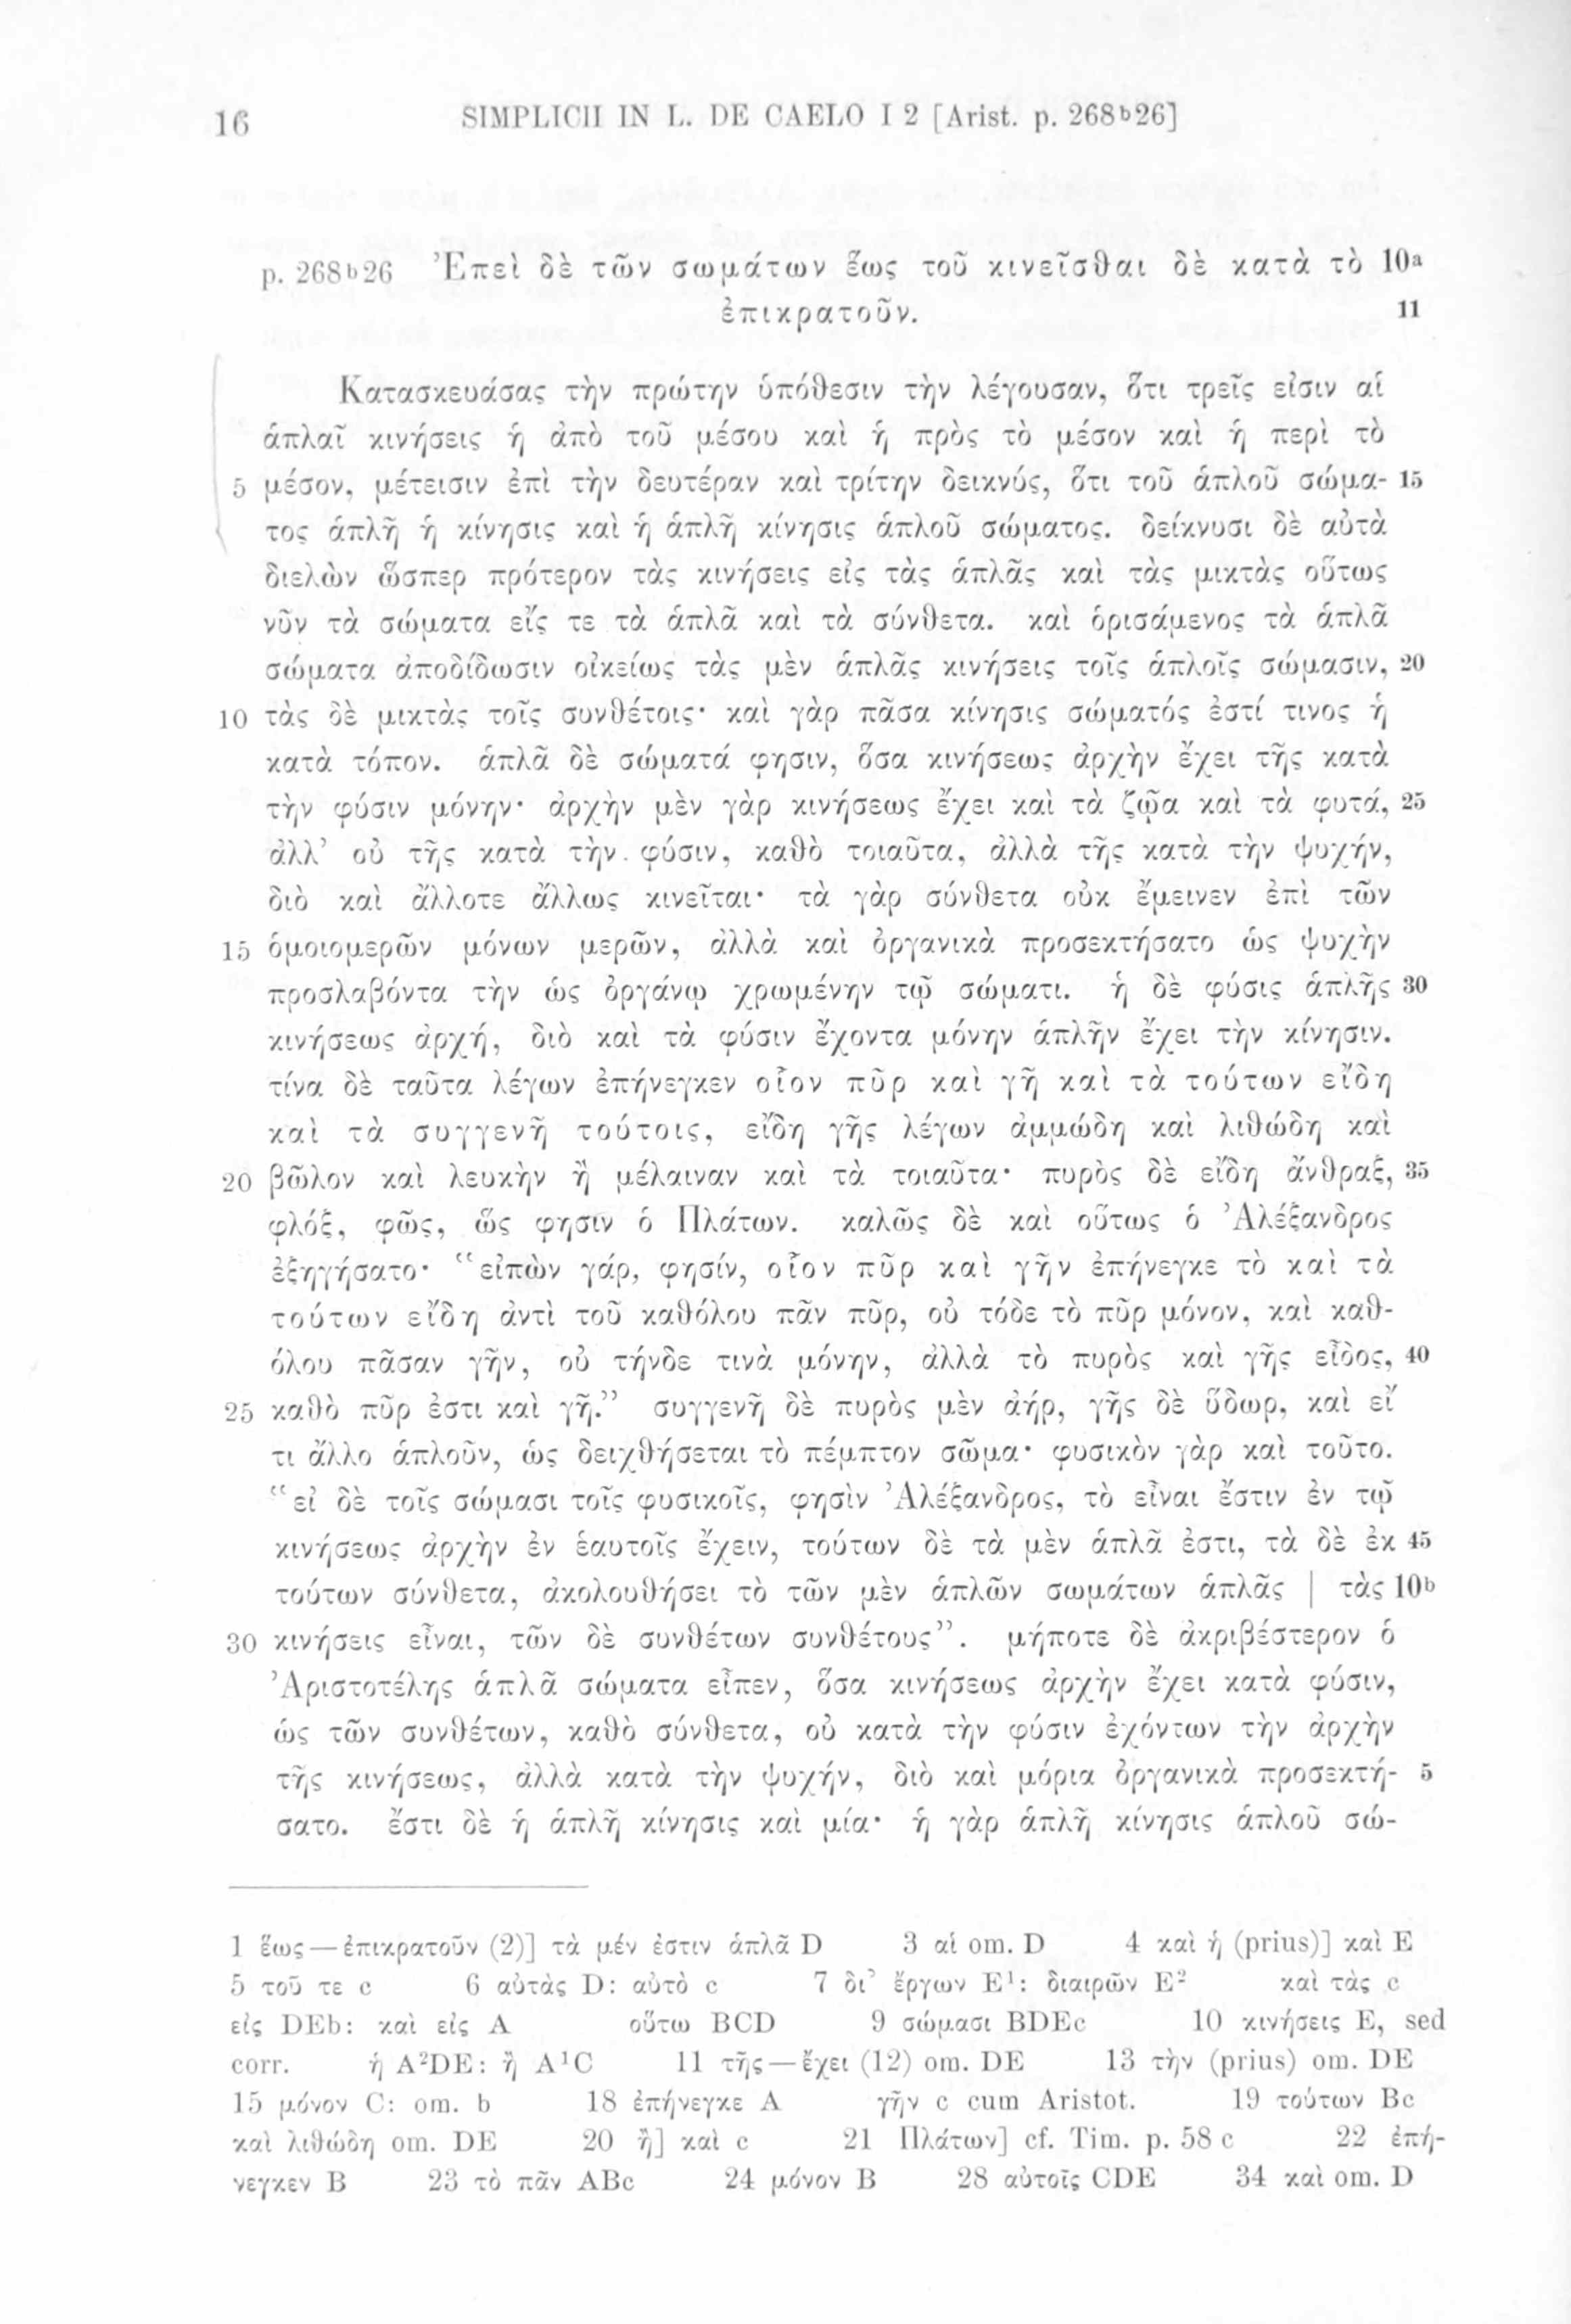 16 SIMPLICII IN L. DE CAELO I 2 [Arist. p. 268ᵇ26]
p. 268ᵇ26 Ἐπεὶ δὲ τῶν σωμάτων ἕως τοῦ κινεῖσθαι δὲ κατὰ τὸ 10ᵃ
ἐπικρατοῦν. 11
Κατασκευάσας τὴν πρώτην ὑπόθεσιν τὴν λέγουσαν, ὅτι τρεῖς εἰσιν αἱ
ἁπλαῖ κινήσεις ἡ ἀπὸ τοῦ μέσου καὶ ἡ πρὸς τὸ μέσον καὶ ἡ περὶ τὸ
5 μέσον, μέτεισιν ἐπὶ τὴν δευτέραν καὶ τρίτην δεικνύς, ὅτι τοῦ ἁπλοῦ σώμα- 15
τος ἁπλῆ ἡ κίνησις καὶ ἡ ἁπλῆ κίνησις ἁπλοῦ σώματος. δείκνυσι δὲ αὐτὰ
διελὼν ὥσπερ πρότερον τὰς κινήσεις εἰς τὰς ἁπλᾶς καὶ τὰς μικτὰς οὕτως
νῦν τὰ σώματα εἴς τε τὰ ἁπλᾶ καὶ τὰ σύνθετα. καὶ ὁρισάμενος τὰ ἁπλᾶ
σώματα ἀποδίδωσιν οἰκείως τὰς μὲν ἁπλᾶς κινήσεις τοῖς ἁπλοῖς σώμασιν, 20
10 τὰς δὲ μικτὰς τοῖς συνθέτοις· καὶ γὰρ πᾶσα κίνησις σώματός ἐστί τινος ἡ
κατὰ τόπον. ἁπλᾶ δὲ σώματά φησιν, ὅσα κινήσεως ἀρχὴν ἔχει τῆς κατὰ
τὴν φύσιν μόνην· ἀρχὴν μὲν γὰρ κινήσεως ἔχει καὶ τὰ ζῷα καὶ τὰ φυτά, 25
ἀλλ’ οὐ τῆς κατὰ τὴν φύσιν, καθὸ τοιαῦτα, ἀλλὰ τῆς κατὰ τὴν ψυχήν,
διὸ καὶ ἄλλοτε ἄλλως κινεῖται· τὰ γὰρ σύνθετα οὐκ ἔμεινεν ἐπὶ τῶν
15 ὁμοιομερῶν μόνων μερῶν, ἀλλὰ καὶ ὀργανικὰ προσεκτήσατο ὡς ψυχὴν
προσλαβόντα τὴν ὡς ὀργάνῳ χρωμένην τῷ σώματι. ἡ δὲ φύσις ἁπλῆς 30
κινήσεως ἀρχή, διὸ καὶ τὰ φύσιν ἔχοντα μόνην ἁπλῆν ἔχει τὴν κίνησιν.
τίνα δὲ ταῦτα λέγων ἐπήνεγκεν οἷον πῦρ καὶ γῆ καὶ τὰ τούτων εἴδη
καὶ τὰ συγγενῆ τούτοις, εἴδη γῆς λέγων ἀμμώδη καὶ λιθώδη καὶ
20 βῶλον καὶ λευκὴν ἢ μέλαιναν καὶ τὰ τοιαῦτα· πυρὸς δὲ εἴδη ἄνθραξ, 35
φλόξ, φῶς, ὥς φησιν ὁ Πλάτων. καλῶς δὲ καὶ οὕτως ὁ Ἀλέξανδρος
ἐξηγήσατο· “εἰπὼν γάρ, φησίν, οἷον πῦρ καὶ γῆν ἐπήνεγκε τὸ καὶ τὰ
τούτων εἴδη ἀντὶ τοῦ καθόλου πᾶν πῦρ, οὐ τόδε τὸ πῦρ μόνον, καὶ καθ-
όλου πᾶσαν γῆν, οὐ τήνδε τινὰ μόνην, ἀλλὰ τὸ πυρὸς καὶ γῆς εἶδος, 40
25 καθὸ πῦρ ἐστι καὶ γῆ.” συγγενῆ δὲ πυρὸς μὲν ἀήρ, γῆς δὲ ὕδωρ, καὶ εἴ
τι ἄλλο ἁπλοῦν, ὡς δειχθήσεται τὸ πέμπτον σῶμα· φυσικὸν γὰρ καὶ τοῦτο.
“εἰ δὲ τοῖς σώμασι τοῖς φυσικοῖς, φησὶν Ἀλέξανδρος, τὸ εἶναι ἔστιν ἐν τῷ
κινήσεως ἀρχὴν ἐν ἑαυτοῖς ἔχειν, τούτων δὲ τὰ μὲν ἁπλᾶ ἐστι, τὰ δὲ ἐκ 45
τούτων σύνθετα, ἀκολουθήσει τὸ τῶν μὲν ἁπλῶν σωμάτων ἁπλᾶς | τὰς 10ᵇ
30 κινήσεις εἶναι, τῶν δὲ συνθέτων συνθέτους”. μήποτε δὲ ἀκριβέστερον ὁ
Ἀριστοτέλης ἁπλᾶ σώματα εἶπεν, ὅσα κινήσεως ἀρχὴν ἔχει κατὰ φύσιν,
ὡς τῶν συνθέτων, καθὸ σύνθετα, οὐ κατὰ τὴν φύσιν ἐχόντων τὴν ἀρχὴν
τῆς κινήσεως, ἀλλὰ κατὰ τὴν ψυχήν, διὸ καὶ μόρια ὀργανικὰ προσεκτή- 5
σατο. ἔστι δὲ ἡ ἁπλῆ κίνησις καὶ μία· ἡ γὰρ ἁπλῆ κίνησις ἁπλοῦ σώ-
1 ἕως — ἐπικρατοῦν (2)] τὰ μέν ἐστιν ἁπλᾶ D 3 αἱ om. D 4 καὶ ἡ (prius)] καὶ E
5 τοῦ τε c 6 αὐτὰς D: αὐτὸ c 7 δι’ ἔργων E¹: διαιρῶν E² καὶ τὰς c
εἰς DEb: καὶ εἰς A οὕτω BCD 9 σώμασι BDEc 10 κινήσεις E, sed
corr. ἡ A²DE: ἢ A¹C 11 τῆς — ἔχει (12) om. DE 13 τὴν (prius) om. DE
15 μόνον C: om. b 18 ἐπήνεγκε A γῆν c cum Aristot. 19 τούτων Bc
καὶ λιθώδη om. DE 20 ἢ] καὶ c 21 Πλάτων] cf. Tim. p. 58 c 22 ἐπή-
νεγκεν B 23 τὸ πᾶν ABc 24 μόνον B 28 αὐτοῖς CDE 34 καὶ om. D